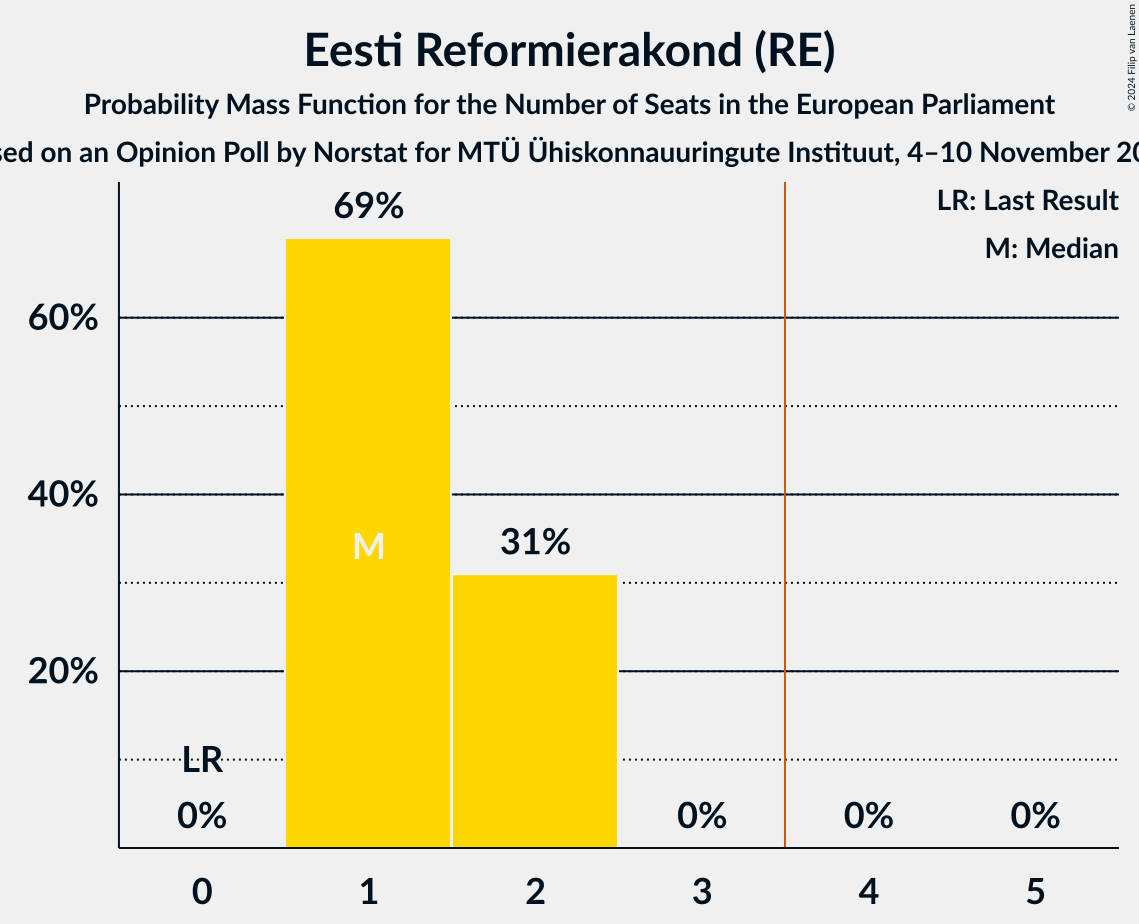 Eesti Reformierakond (RE)
Probability Mass Function for the Number of Seats in the European Parliament
sed on an Opinion Poll by Norstat for MTÜ Ühiskonnauuringute Instituut, 4–10 November 20
© 2024 Filip van Laenen
LR: Last Result
M: Median
69%
60%
M
40%
31%
20%
LR
0%
0%
0%
0%
0
1
2
3
4
5